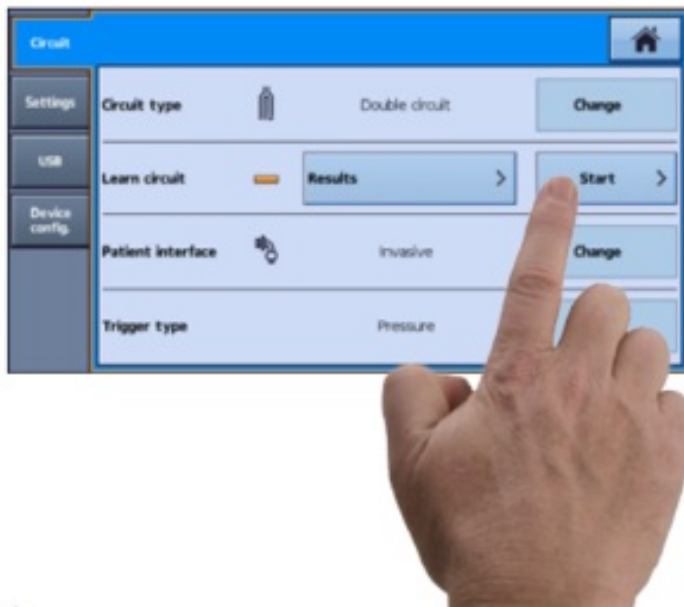 Circuit
Settings
USB
Device
config.
Circuit type Double circuit Change
Learn circuit Results > Start >
Patient interface Invasive Change
Trigger type Pressure